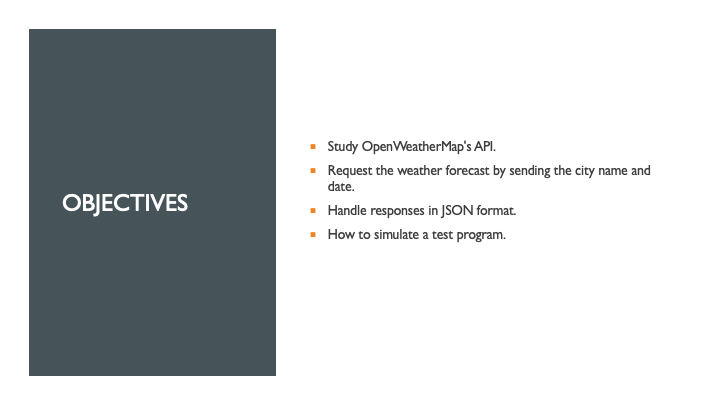 OBJECTIVES
Study OpenWeatherMap's API.
Request the weather forecast by sending the city name and
date.
Handle responses in JSON format.
How to simulate a test program.